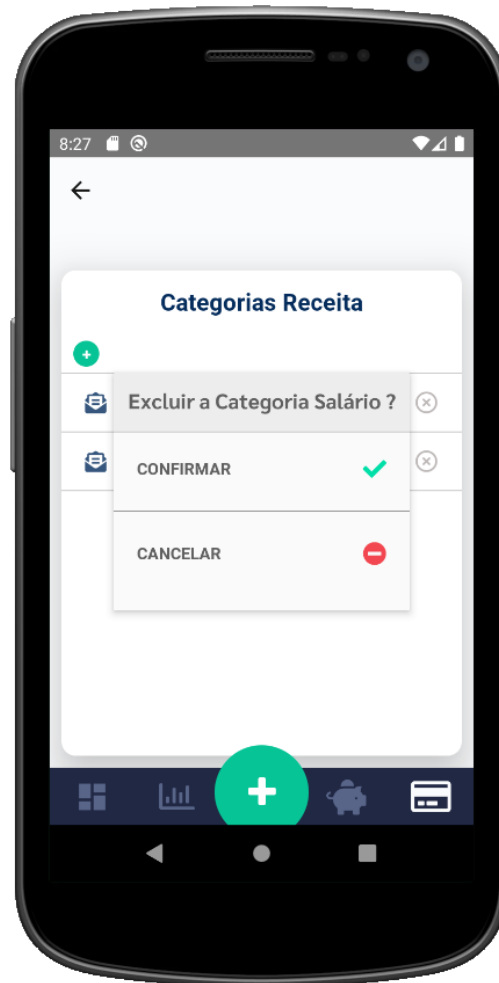 8:27
Categorias Receita
Excluir a Categoria Salário ?
CONFIRMAR
CANCELAR